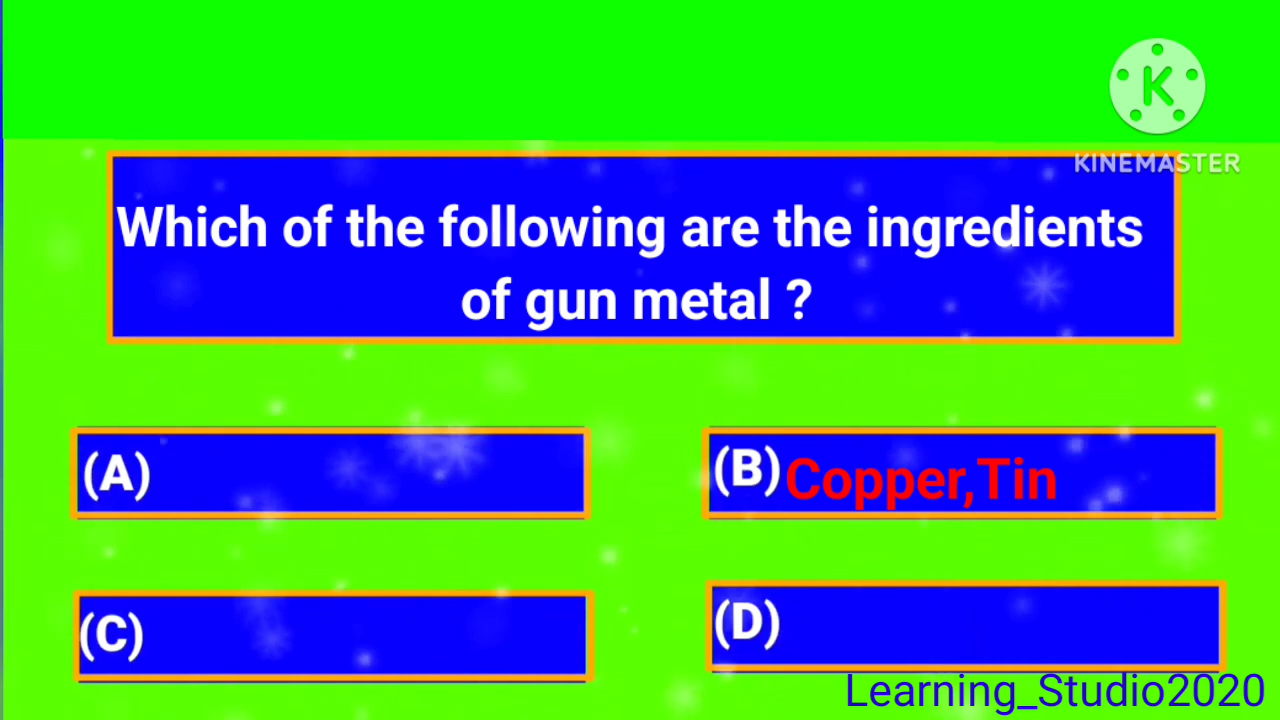 K
KINEMASTER
Which of the following are the ingredients
of gun metal ?
(A)
(B) Copper,Tin
(C)
(D)
Learning_Studio2020